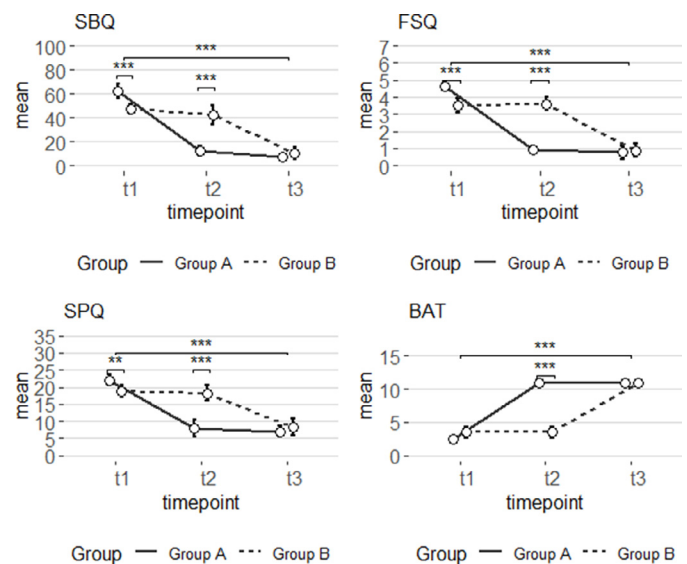 SBQ
100
80
60
40
20
0
mean
***
***
***
t1 t2 t3
timepoint
Group Group A Group B
FSQ
7
6
5
4
3
2
1
0
mean
***
***
***
t1 t2 t3
timepoint
Group Group A Group B
SPQ
35
30
25
20
15
10
5
0
mean
***
**
***
t1 t2 t3
timepoint
Group Group A Group B
BAT
15
10
5
0
mean
***
***
t1 t2 t3
timepoint
Group Group A Group B